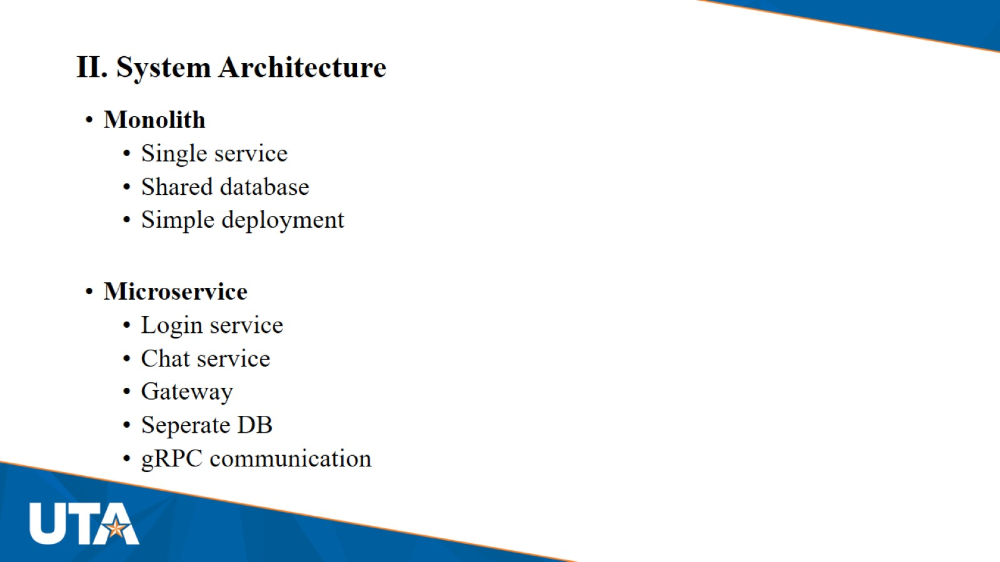 II. System Architecture
• Monolith
• Single service
• Shared database
• Simple deployment
• Microservice
• Login service
• Chat service
• Gateway
• Seperate DB
• gRPC communication
UTA